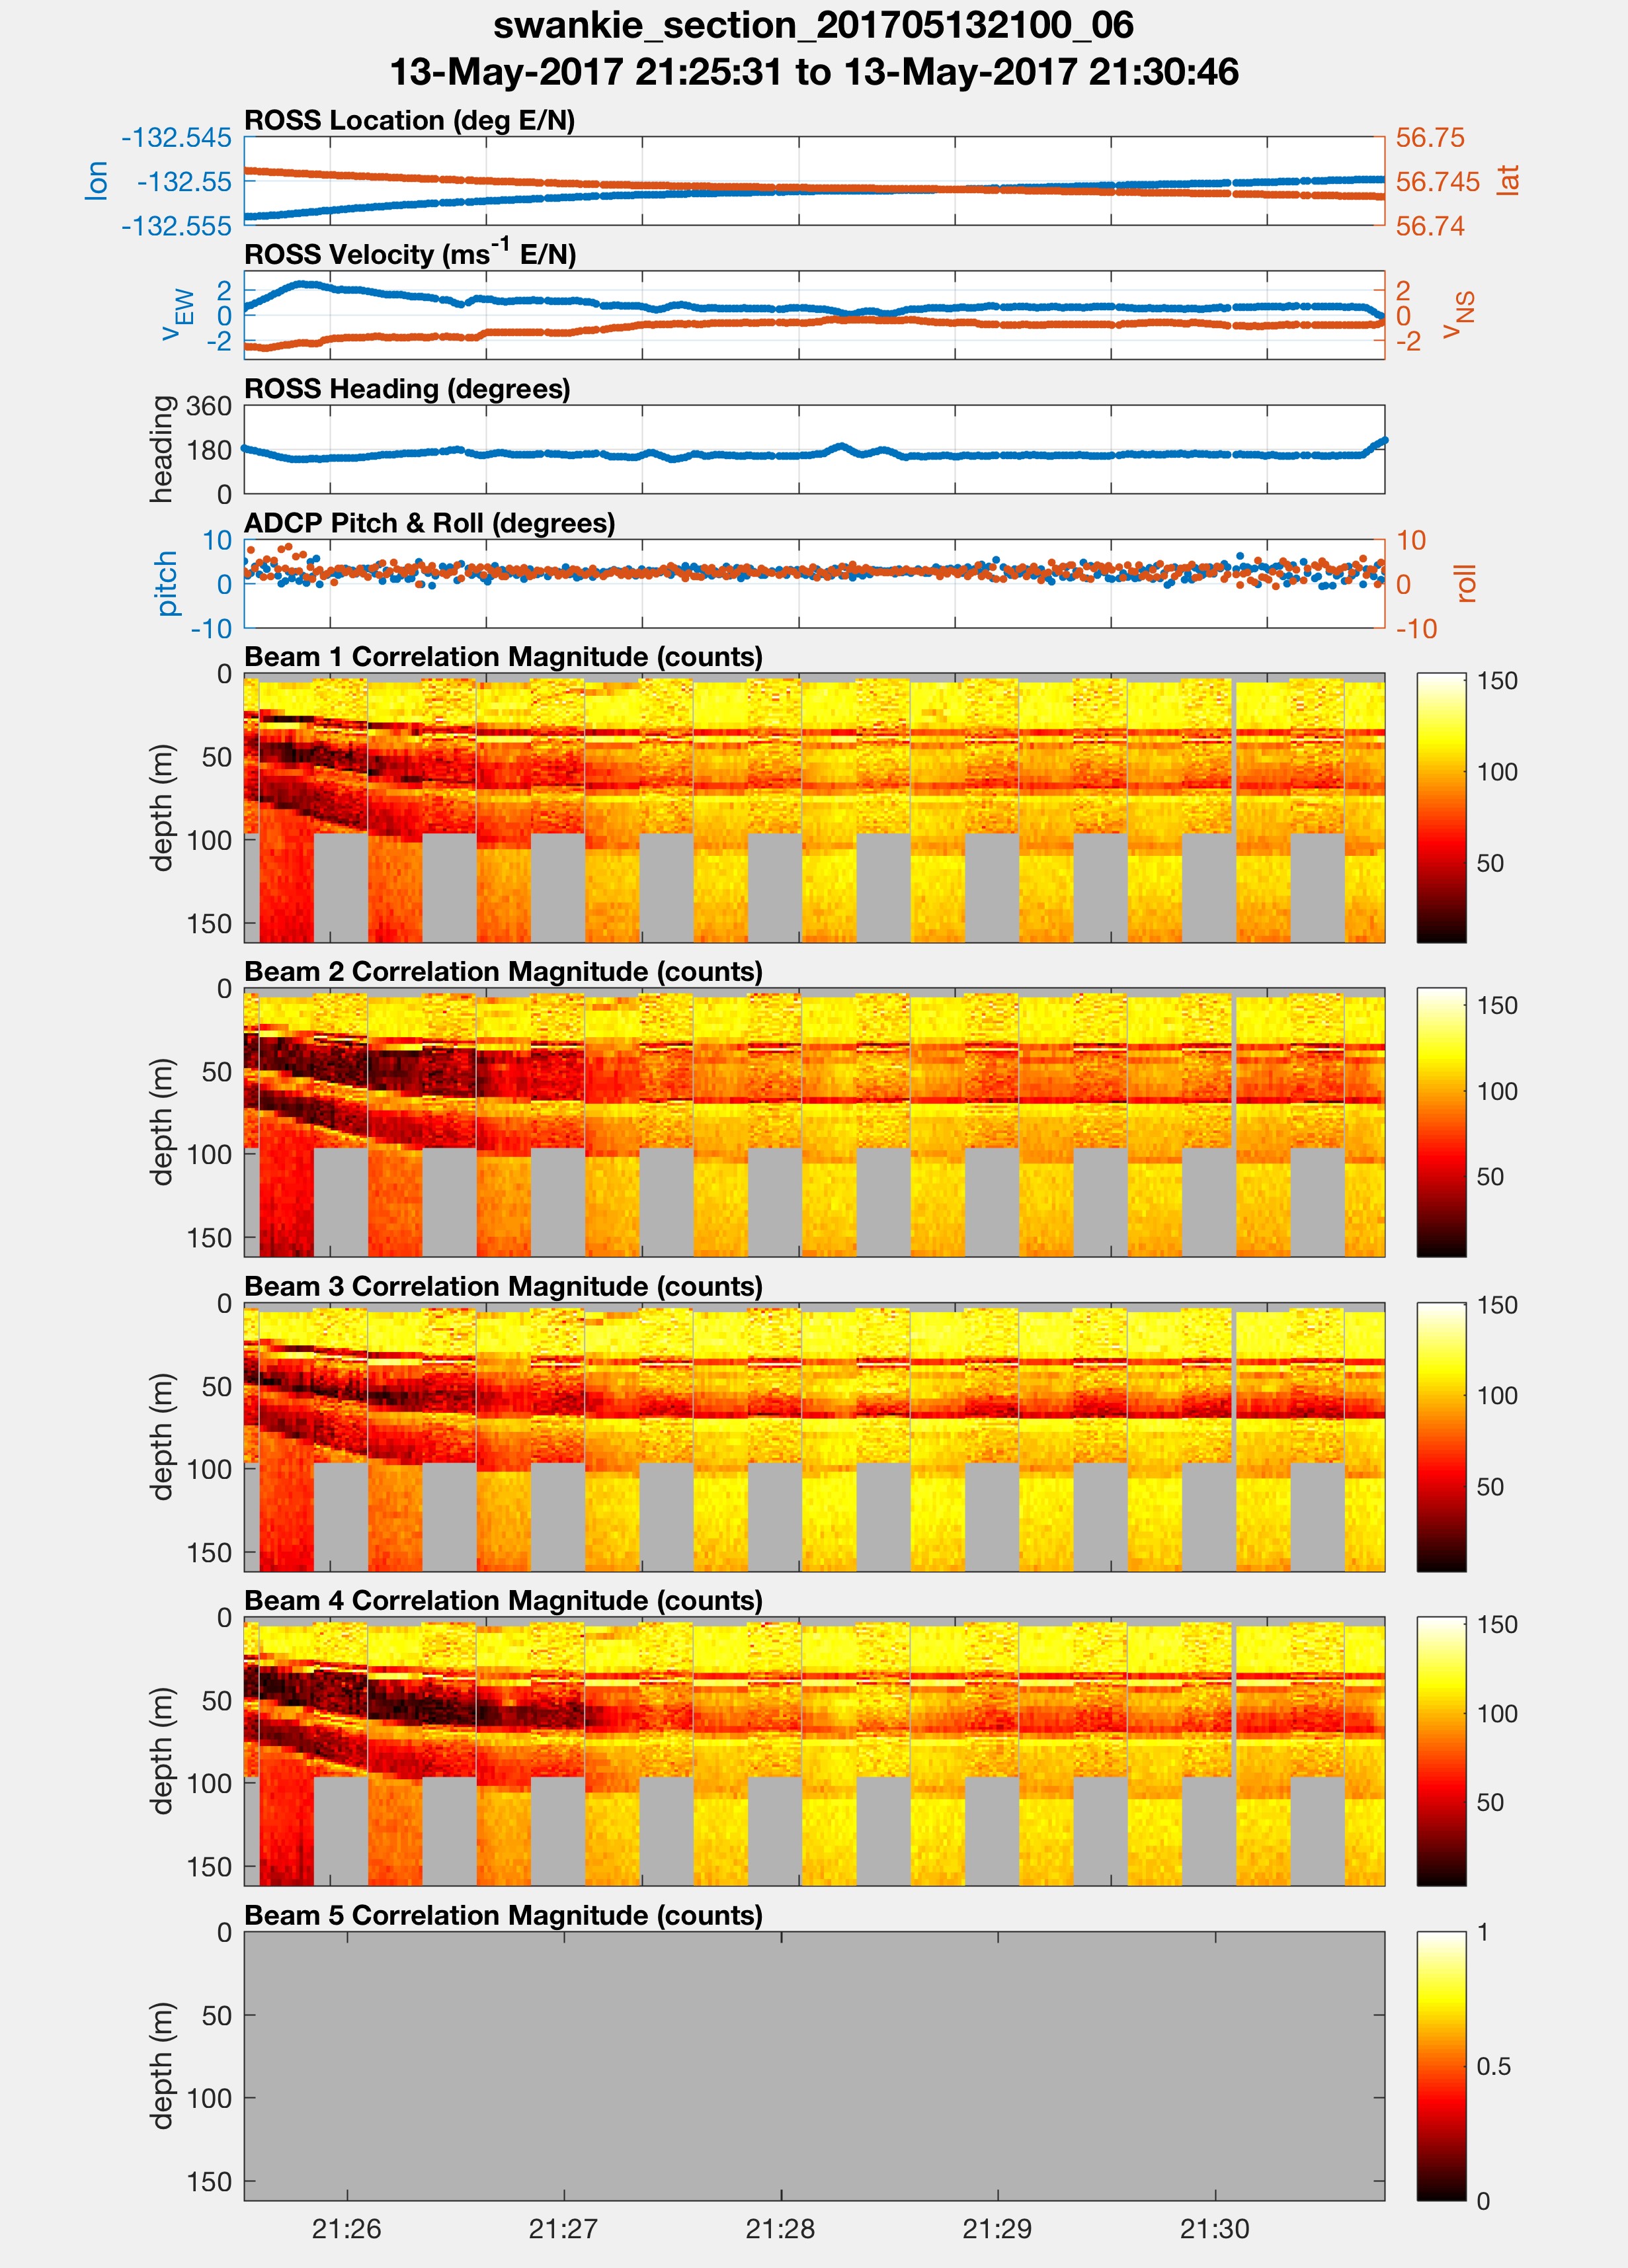 swankie_section_201705132100_06
13-May-2017 21:25:31 to 13-May-2017 21:30:46
ROSS Location (deg E/N)
-132.545
-132.55
-132.555
lon
56.75
56.745
56.74
lat
ROSS Velocity (ms-1 E/N)
2
0
-2
vEW
2
0
-2
vNS
ROSS Heading (degrees)
360
180
0
heading
ADCP Pitch & Roll (degrees)
10
0
-10
pitch
10
0
-10
roll
Beam 1 Correlation Magnitude (counts)
0
50
100
150
depth (m)
150
100
50
Beam 2 Correlation Magnitude (counts)
0
50
100
150
depth (m)
150
100
50
Beam 3 Correlation Magnitude (counts)
0
50
100
150
depth (m)
150
100
50
Beam 4 Correlation Magnitude (counts)
0
50
100
150
depth (m)
150
100
50
Beam 5 Correlation Magnitude (counts)
0
50
100
150
depth (m)
1
0.5
0
21:26 21:27 21:28 21:29 21:30